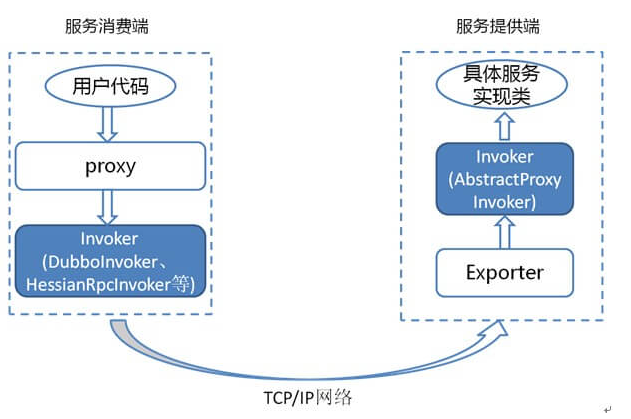 服务消费端
服务提供端
用户代码
proxy
Invoker
(DubboInvoker、
HessianRpcInvoker等)
具体服务
实现类
Invoker
(AbstractProxy
Invoker)
Exporter
TCP/IP网络